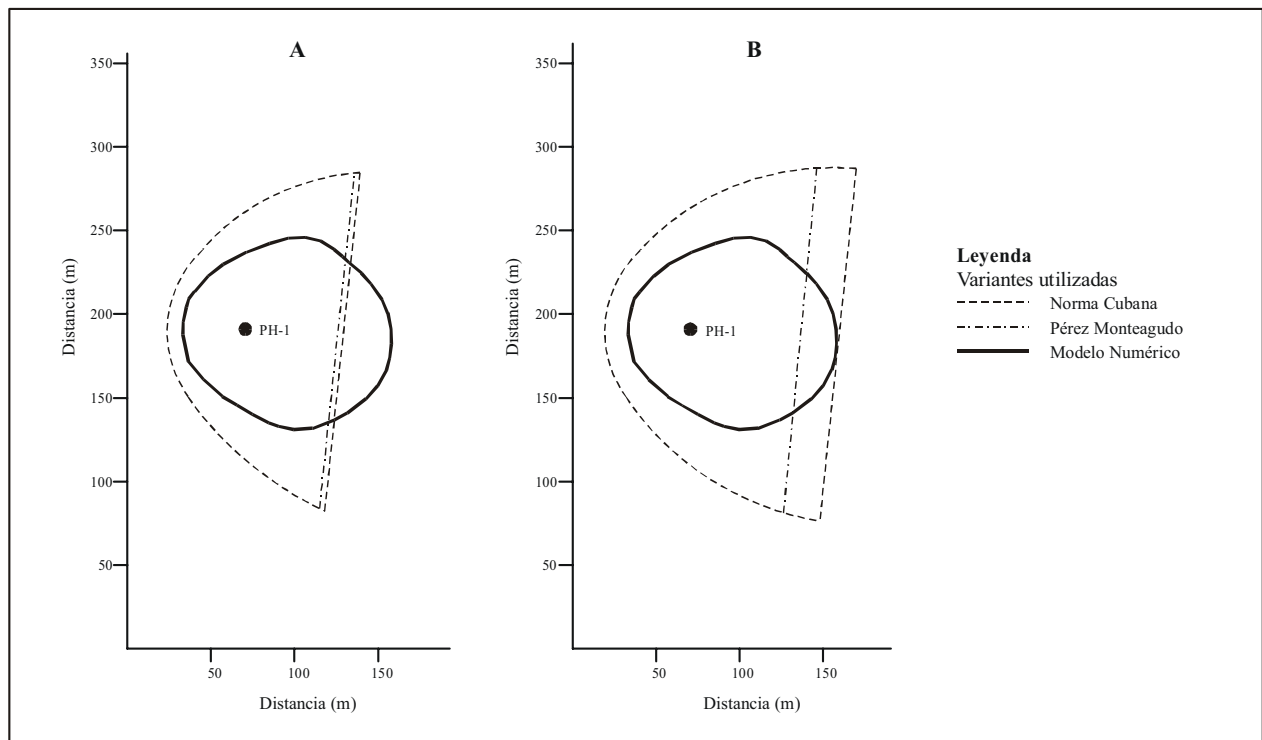 A
350
300
250
200
150
100
50
Distancia (m)
PH-1
50
100
150
Distancia (m)
B
350
300
250
200
150
100
50
Distancia (m)
PH-1
50
100
150
Distancia (m)
Leyenda
Variantes utilizadas
Norma Cubana
Pérez Monteagudo
Modelo Numérico